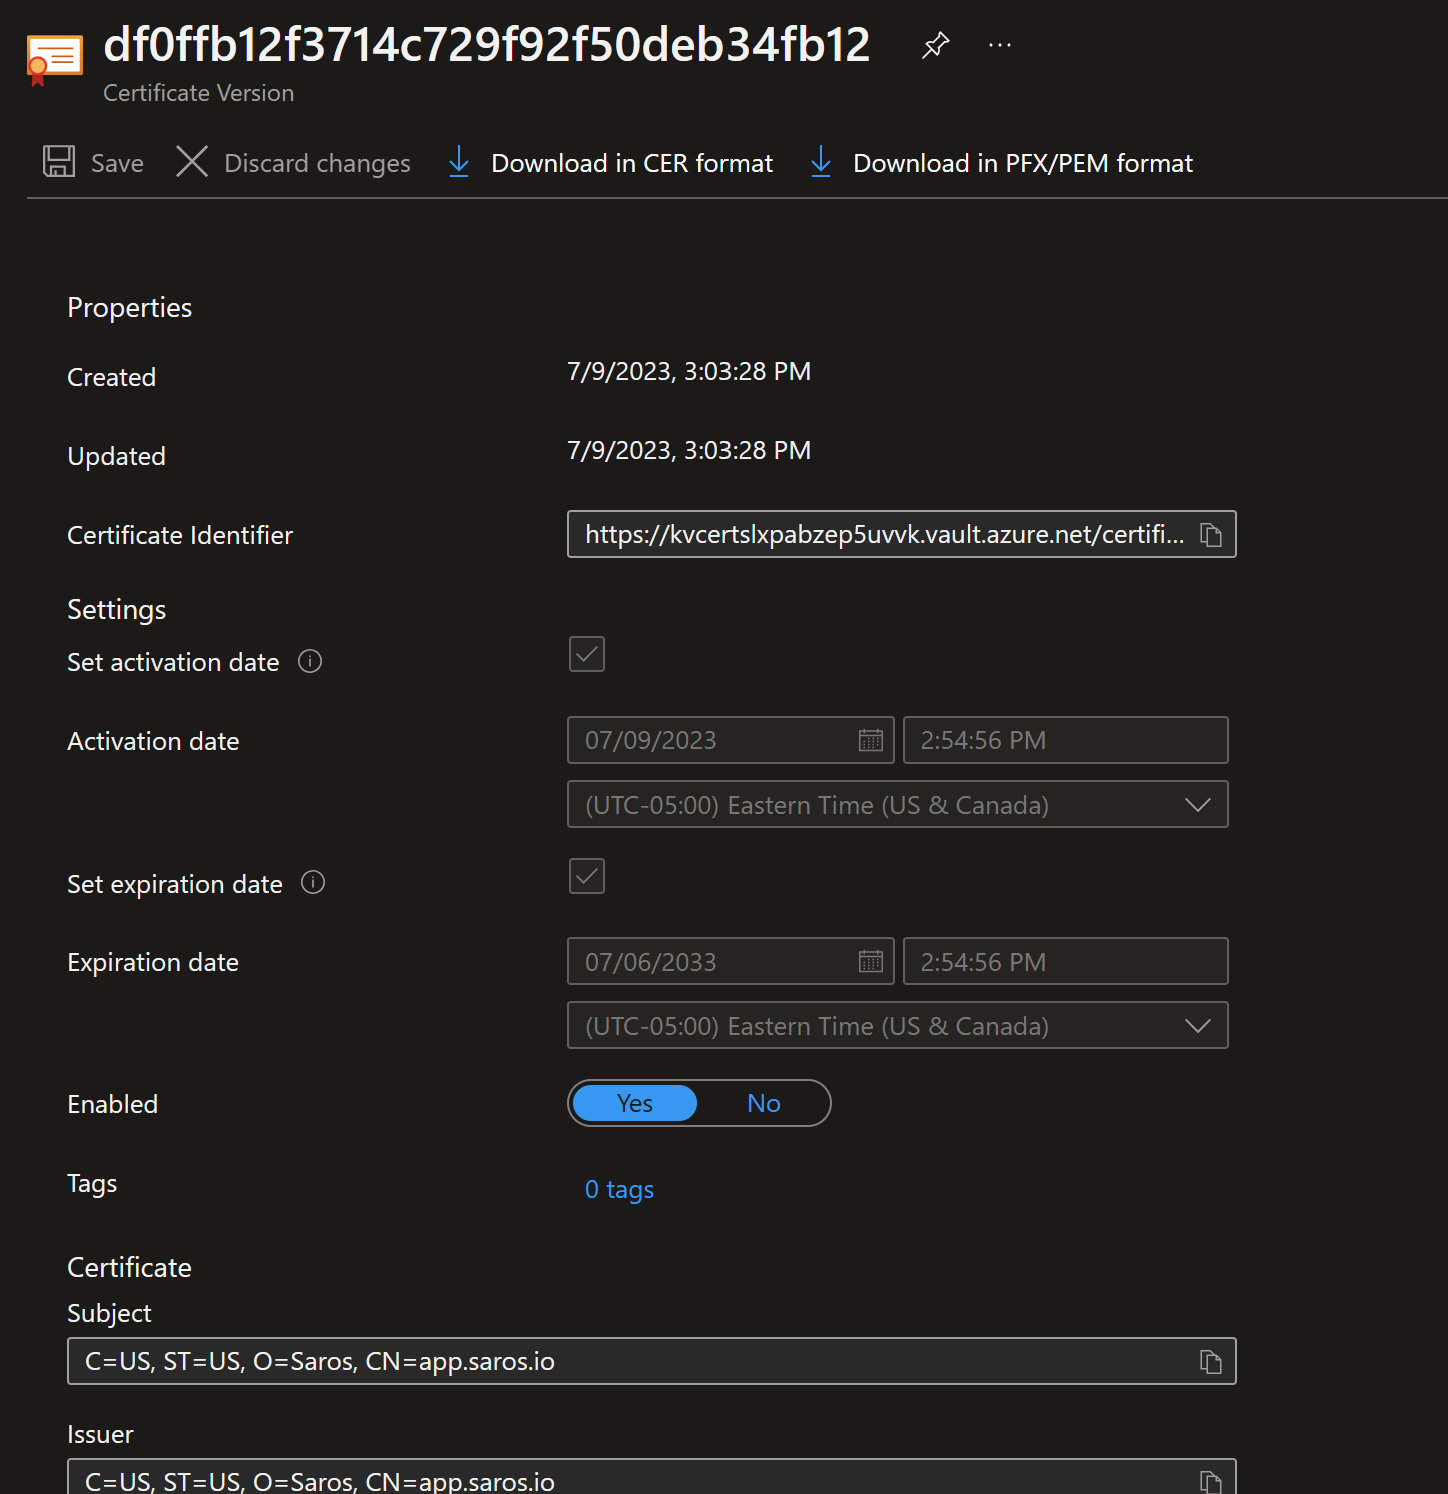 df0ffb12f3714c729f92f50deb34fb12
Certificate Version
Save Discard changes Download in CER format Download in PFX/PEM format
Properties
Created 7/9/2023, 3:03:28 PM
Updated 7/9/2023, 3:03:28 PM
Certificate Identifier https://kvcertslxpabzep5uvvk.vault.azure.net/certifi...
Settings
Set activation date
Activation date 07/09/2023 2:54:56 PM
(UTC-05:00) Eastern Time (US & Canada)
Set expiration date
Expiration date 07/06/2033 2:54:56 PM
(UTC-05:00) Eastern Time (US & Canada)
Enabled Yes No
Tags 0 tags
Certificate
Subject
C=US, ST=US, O=Saros, CN=app.saros.io
Issuer
C=US, ST=US, O=Saros, CN=app.saros.io